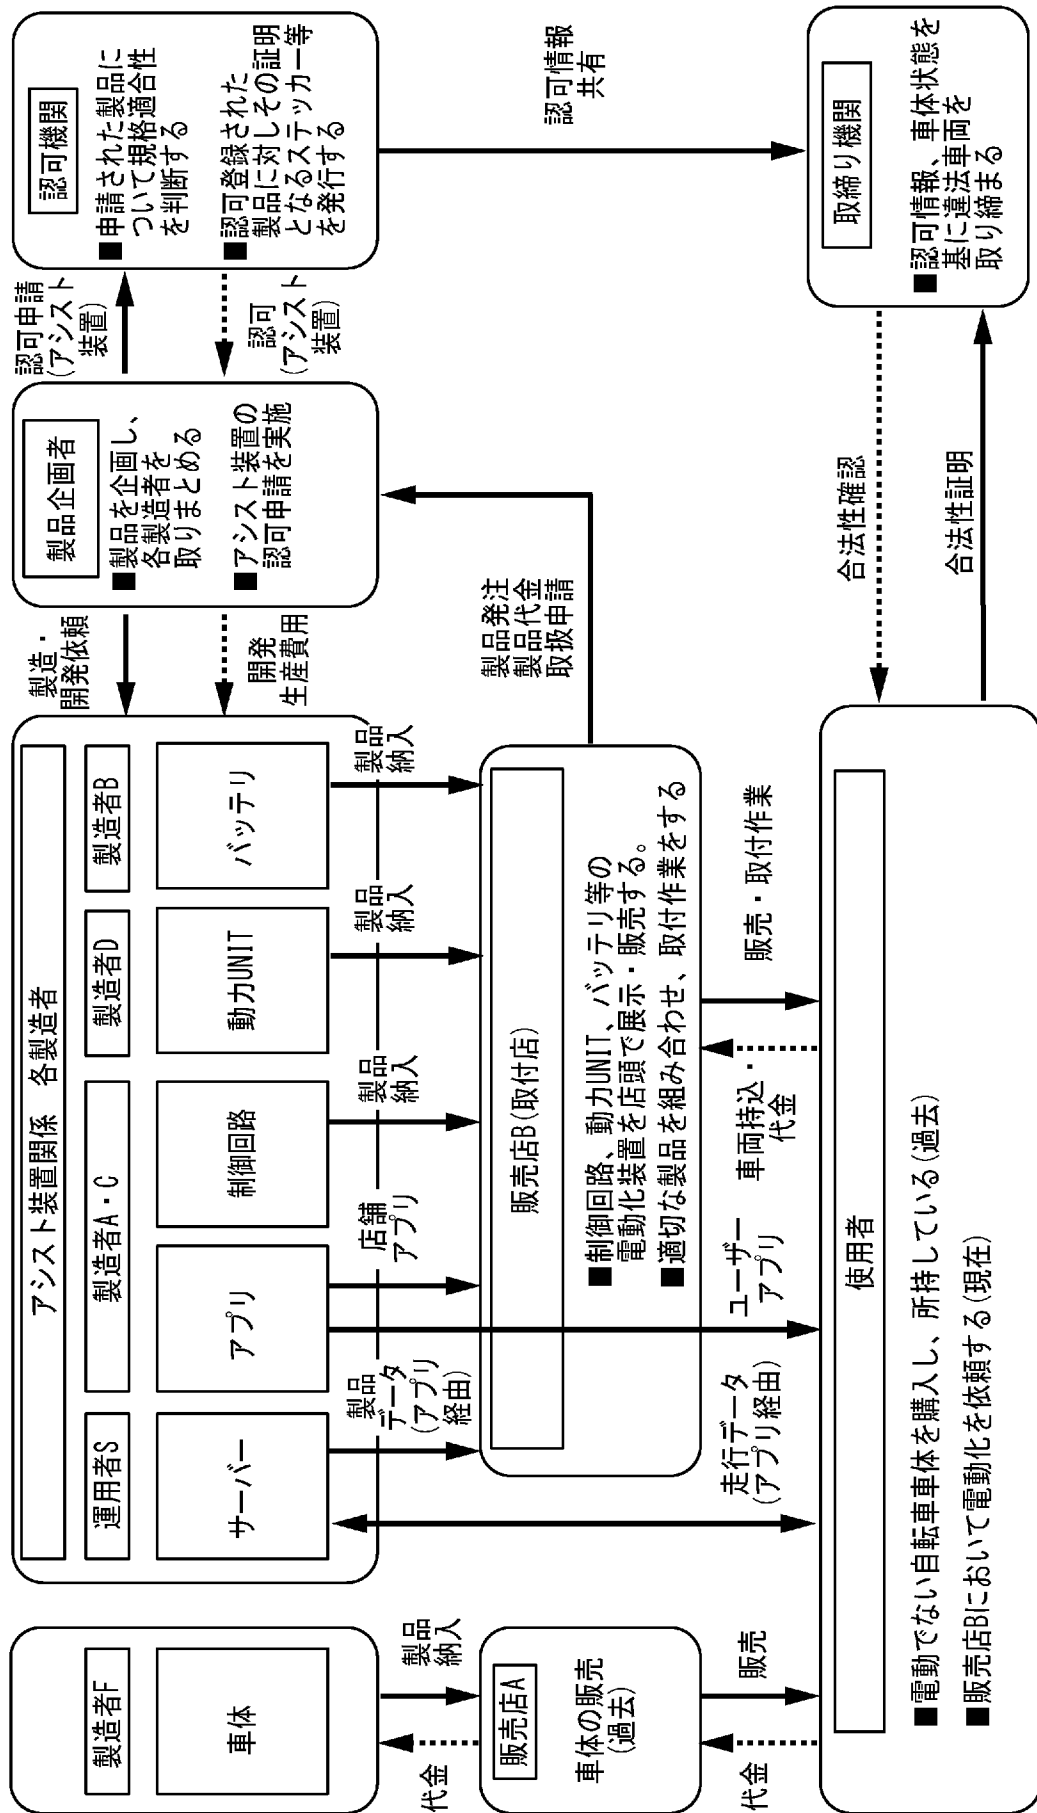 製造者F
車体
製品
納入
代金
販売店A
車体の販売
(過去)
販売
代金
アシスト装置関係 各製造者
運用者S
サーバー
製造者A・C
アプリ
制御回路
製造者D
動力UNIT
製造者B
バッテリ
製品
データ
(アプリ
経由)
店舗
アプリ
製品
納入
製品
納入
製品
納入
製造・
開発依頼
開発
生産費用
製品企画者
■製品を企画し、
各製造者を
取りまとめる
■アシスト装置の
認可申請を実施
認可申請
(アシスト
装置)
認可
(アシスト
装置)
認可機関
■申請された製品に
ついて規格適合性
を判断する
■認可登録された
製品に対しその証明
となるステッカー等
を発行する
販売店B(取付店)
■制御回路、動力UNIT、バッテリ等の
電動化装置を店頭で展示・販売する。
■適切な製品を組み合わせ、取付作業をする
製品発注
製品代金
取扱申請
認可情報
共有
走行データ
(アプリ経由)
ユーザー
アプリ
車両持込・
代金
販売・取付作業
使用者
■電動でない自転車車体を購入し、所持している(過去)
■販売店Bにおいて電動化を依頼する(現在)
合法性確認
合法性証明
取締り機関
■認可情報、車体状態を
基に違法車両を
取り締まる